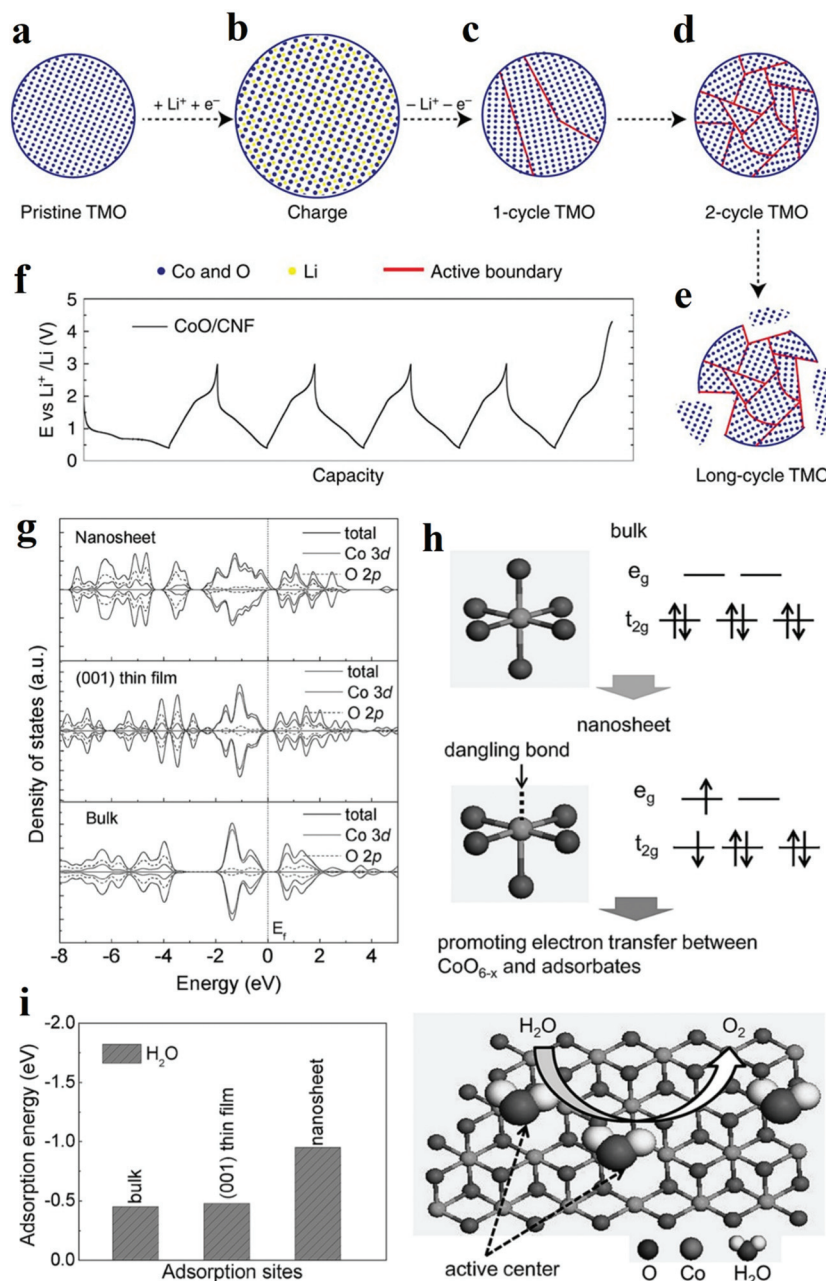 a
b
c
d
+ Li⁺ + e⁻
− Li⁺ − e⁻
Pristine TMO
Charge
1-cycle TMO
2-cycle TMO
Co and O
Li
Active boundary
e
Long-cycle TMO
f
E vs Li⁺ /Li (V)
5
4
3
2
1
0
CoO/CNF
Capacity
g
Density of states (a.u.)
Nanosheet
total
Co 3d
O 2p
(001) thin film
total
Co 3d
O 2p
Bulk
total
Co 3d
O 2p
E_f
-8 -6 -4 -2 0 2 4
Energy (eV)
h
bulk
e_g
t_2g
nanosheet
dangling bond
e_g
t_2g
promoting electron transfer between
CoO_6-x and adsorbates
i
Adsorption energy (eV)
-2.0
-1.5
-1.0
-0.5
0.0
H₂O
bulk
(001) thin film
nanosheet
Adsorption sites
H₂O
O₂
active center
O Co H₂O